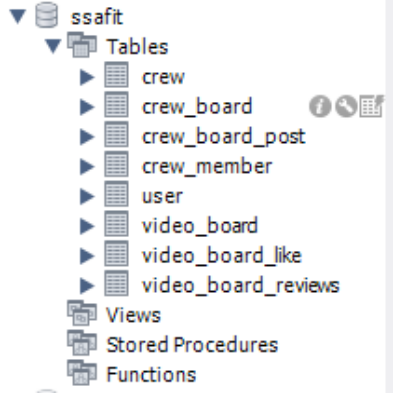 ssafit
Tables
crew
crew_board
crew_board_post
crew_member
user
video_board
video_board_like
video_board_reviews
Views
Stored Procedures
Functions